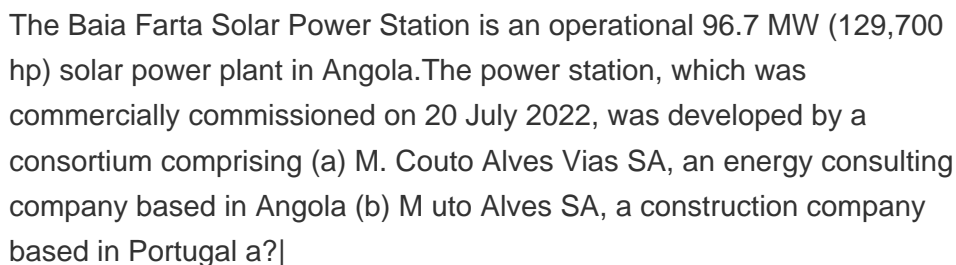 The Baia Farta Solar Power Station is an operational 96.7 MW (129,700
hp) solar power plant in Angola.The power station, which was
commercially commissioned on 20 July 2022, was developed by a
consortium comprising (a) M. Couto Alves Vias SA, an energy consulting
company based in Angola (b) M uto Alves SA, a construction company
based in Portugal a?|